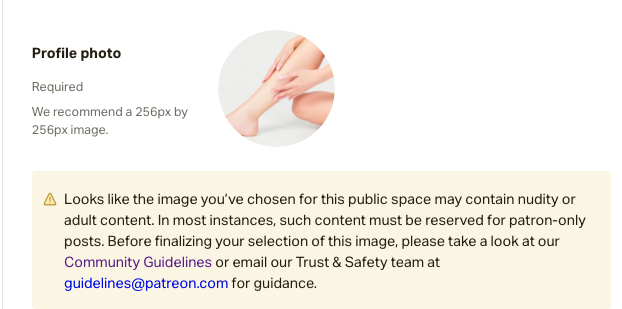 Profile photo
Required
We recommend a 256px by
256px image.
Looks like the image you’ve chosen for this public space may contain nudity or
adult content. In most instances, such content must be reserved for patron-only
posts. Before finalizing your selection of this image, please take a look at our
Community Guidelines or email our Trust & Safety team at
guidelines@patreon.com for guidance.